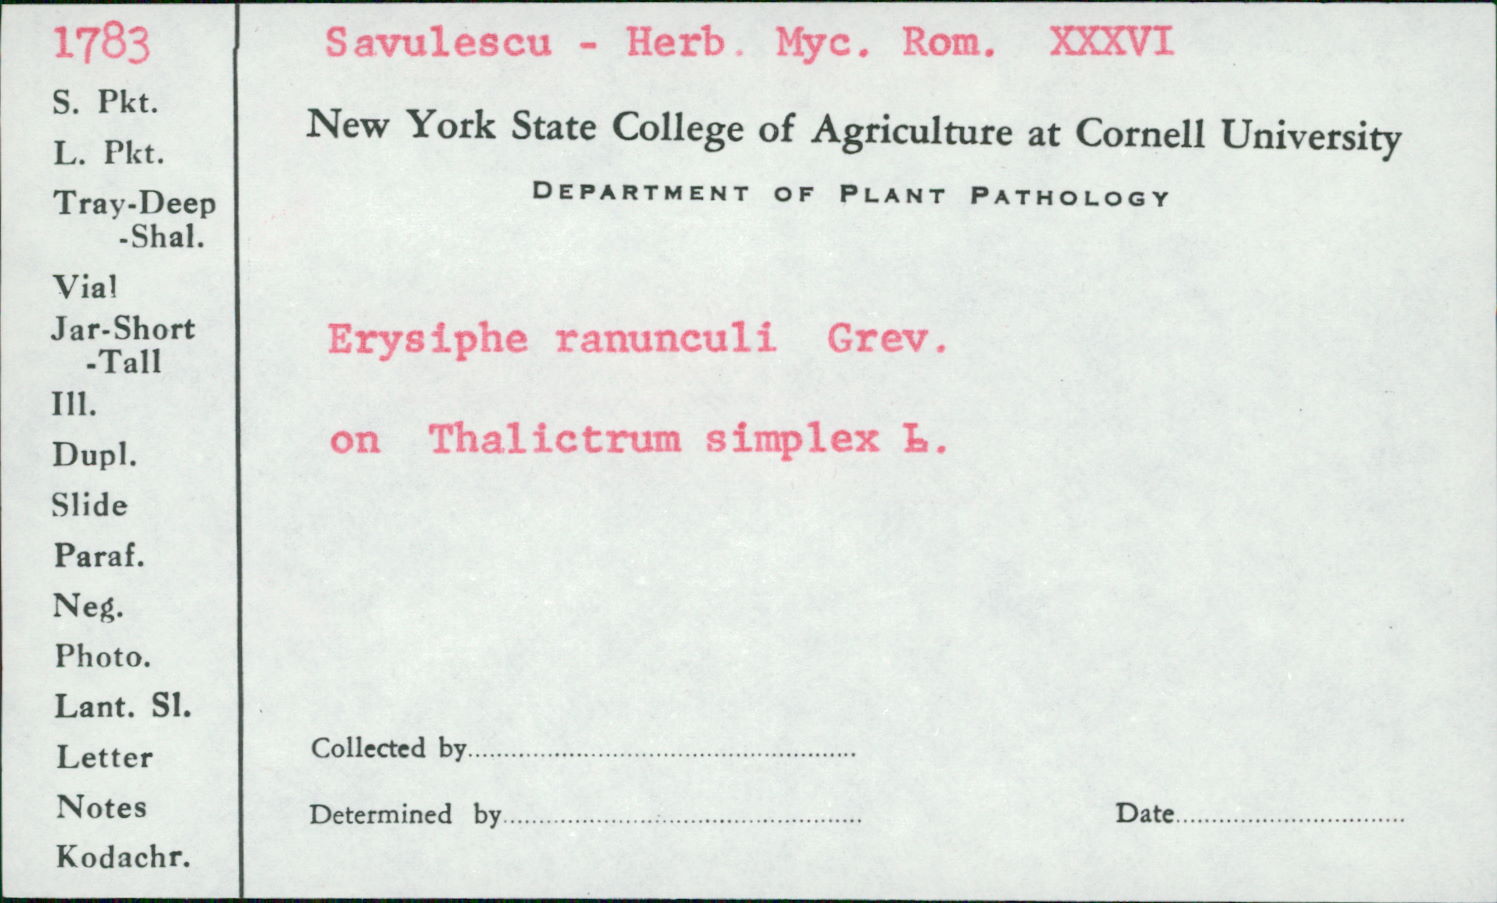 1783
S. Pkt.
L. Pkt.
Tray-Deep
-Shal.
Vial
Jar-Short
-Tall
Ill.
Dupl.
Slide
Paraf.
Neg.
Photo.
Lant. Sl.
Letter
Notes
Kodachr.
Savulescu - Herb. Myc. Rom. XXXVI
New York State College of Agriculture at Cornell University
DEPARTMENT OF PLANT PATHOLOGY
Erysiphe ranunculi Grev.
on Thalictrum simplex L.
Collected by
Determined by
Date